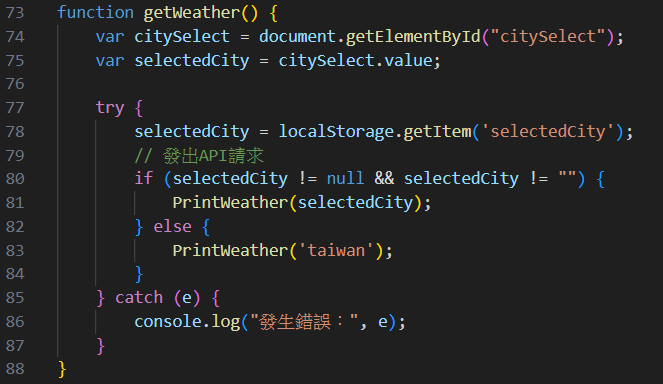 73 function getWeather() {
74     var citySelect = document.getElementById("citySelect");
75     var selectedCity = citySelect.value;
76
77     try {
78         selectedCity = localStorage.getItem('selectedCity');
79         // 發出API請求
80         if (selectedCity != null && selectedCity != "") {
81             PrintWeather(selectedCity);
82         } else {
83             PrintWeather('taiwan');
84         }
85     } catch (e) {
86         console.log("發生錯誤：", e);
87     }
88 }